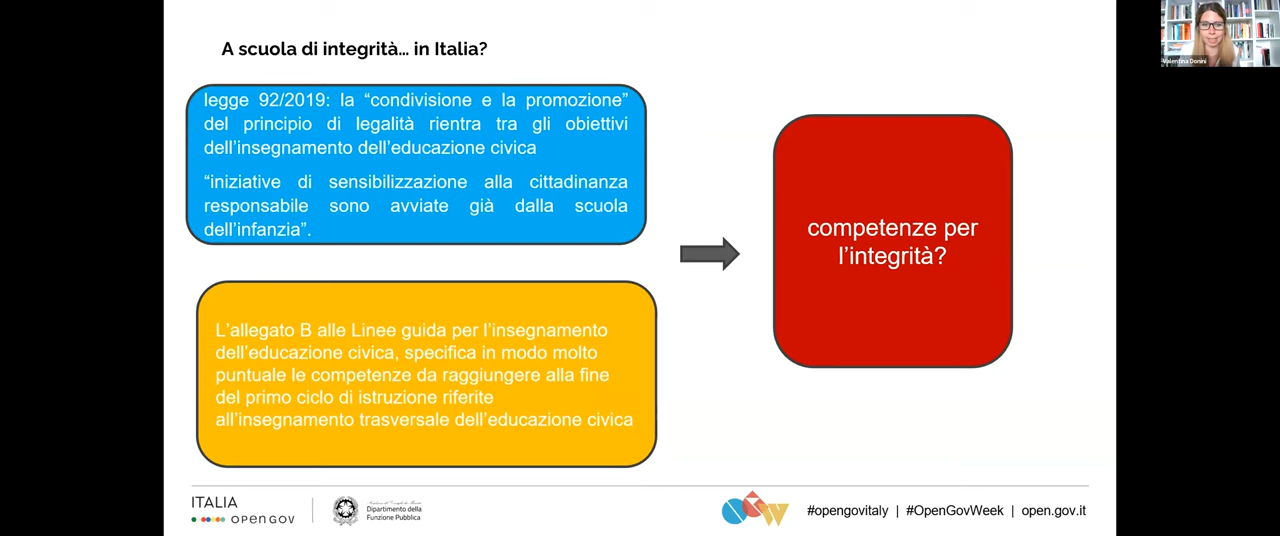 A scuola di integrità… in Italia?
legge 92/2019: la “condivisione e la promozione”
del principio di legalità rientra tra gli obiettivi
dell’insegnamento dell’educazione civica
“iniziative di sensibilizzazione alla cittadinanza
responsabile sono avviate già dalla scuola
dell’infanzia”.
L’allegato B alle Linee guida per l’insegnamento
dell’educazione civica, specifica in modo molto
puntuale le competenze da raggiungere alla fine
del primo ciclo di istruzione riferite
all’insegnamento trasversale dell’educazione civica
competenze per
l’integrità?
Valentina Donini
ITALIA
OPEN GOV
Dipartimento della
Funzione Pubblica
#opengovitaly | #OpenGovWeek | open.gov.it